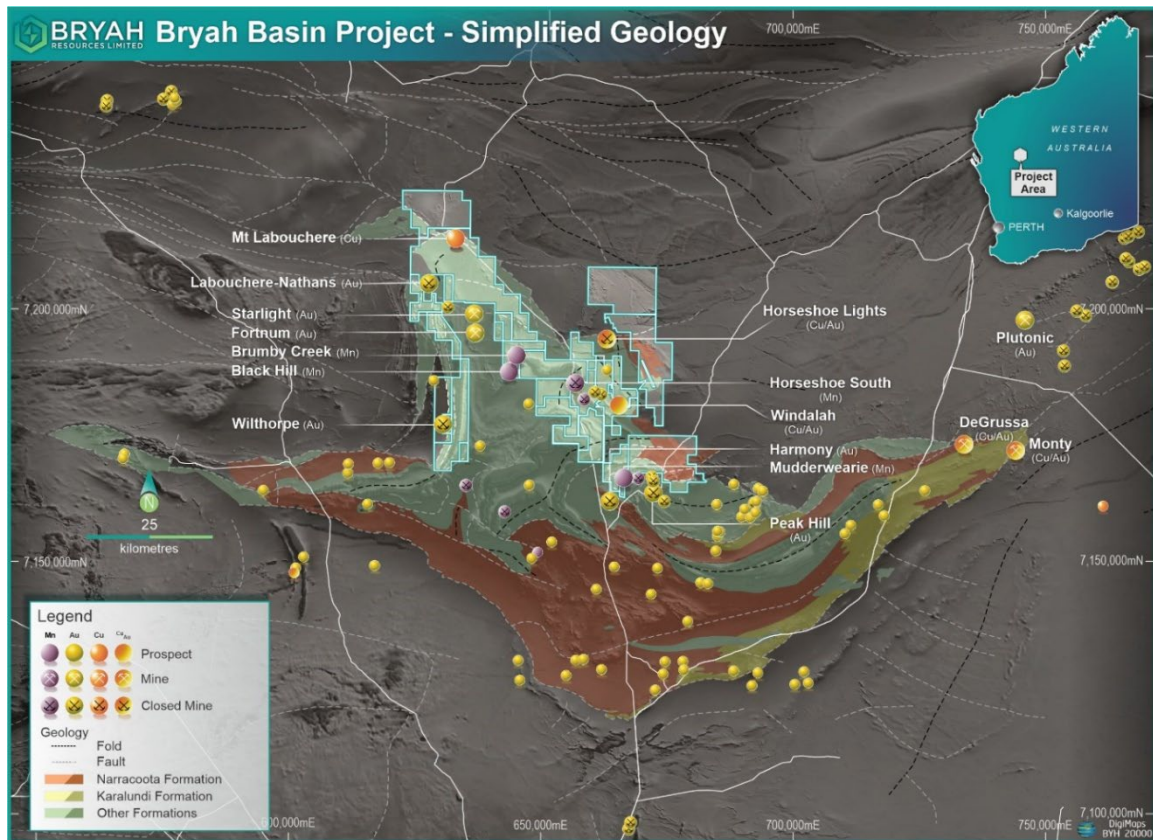 BRYAH
RESOURCES LIMITED
Bryah Basin Project - Simplified Geology
700,000mE
750,000mE
WESTERN
AUSTRALIA
Project
Area
Kalgoorlie
PERTH
Mt Labouchere (Cu)
Labouchere-Nathans (Au)
7,200,000mN
7,200,000mN
Starlight (Au)
Fortnum (Au)
Brumby Creek (Mn)
Black Hill (Mn)
Wilthorpe (Au)
Horseshoe Lights
(Cu/Au)
Plutonic
(Au)
Horseshoe South
(Mn)
Windalah
(Cu/Au)
DeGrussa
(Cu/Au)
Monty
(Cu/Au)
Harmony (Au)
Mudderwearie (Mn)
Peak Hill
(Au)
N
25
kilometres
7,150,000mN
7,150,000mN
Legend
Mn Au Cu Cu Au
Prospect
Mine
Closed Mine
Geology
Fold
Fault
Narracoota Formation
Karalundi Formation
Other Formations
600,000mE
650,000mE
700,000mE
750,000mE
7,100,000mN
DigiMaps
BYH 20000